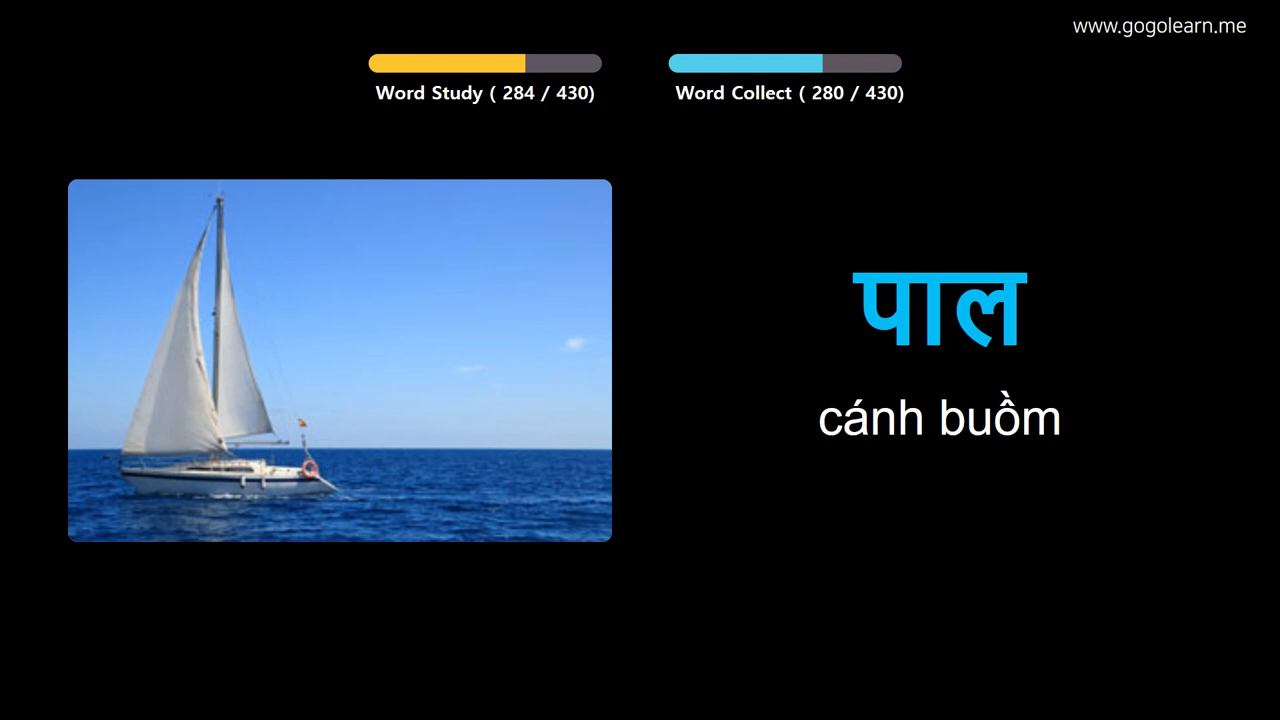 www.gogolearn.me
Word Study ( 284 / 430)
Word Collect ( 280 / 430)
पाल
cánh buồm